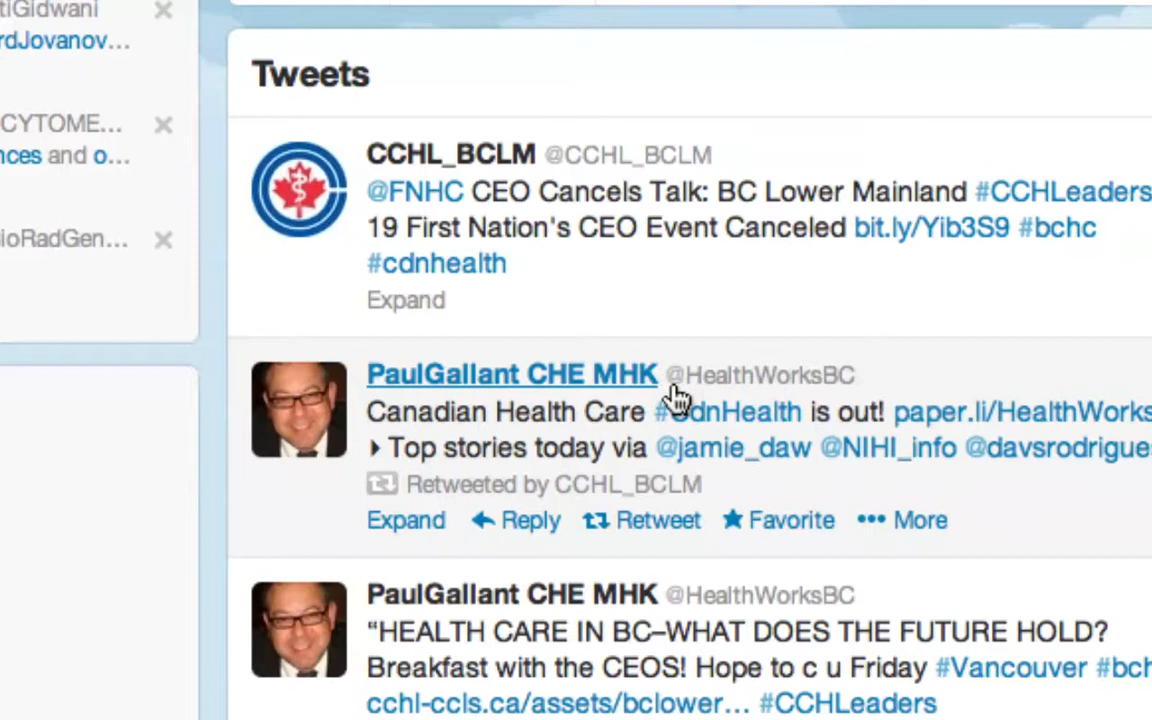 tiGidwani
rdJovanov...
CYTOME...
nces and o...
ioRadGen...
Tweets
CCHL_BCLM @CCHL_BCLM
@FNHC CEO Cancels Talk: BC Lower Mainland #CCHLeaders
19 First Nation's CEO Event Canceled bit.ly/Yib3S9 #bchc
#cdnhealth
Expand
PaulGallant CHE MHK @HealthWorksBC
Canadian Health Care #CdnHealth is out! paper.li/HealthWorks
Top stories today via @jamie_daw @NIHI_info @davsrodrigue
Retweeted by CCHL_BCLM
Expand Reply Retweet Favorite ••• More
PaulGallant CHE MHK @HealthWorksBC
“HEALTH CARE IN BC–WHAT DOES THE FUTURE HOLD?
Breakfast with the CEOS! Hope to c u Friday #Vancouver #bch
cchl-ccls.ca/assets/bclower... #CCHLeaders